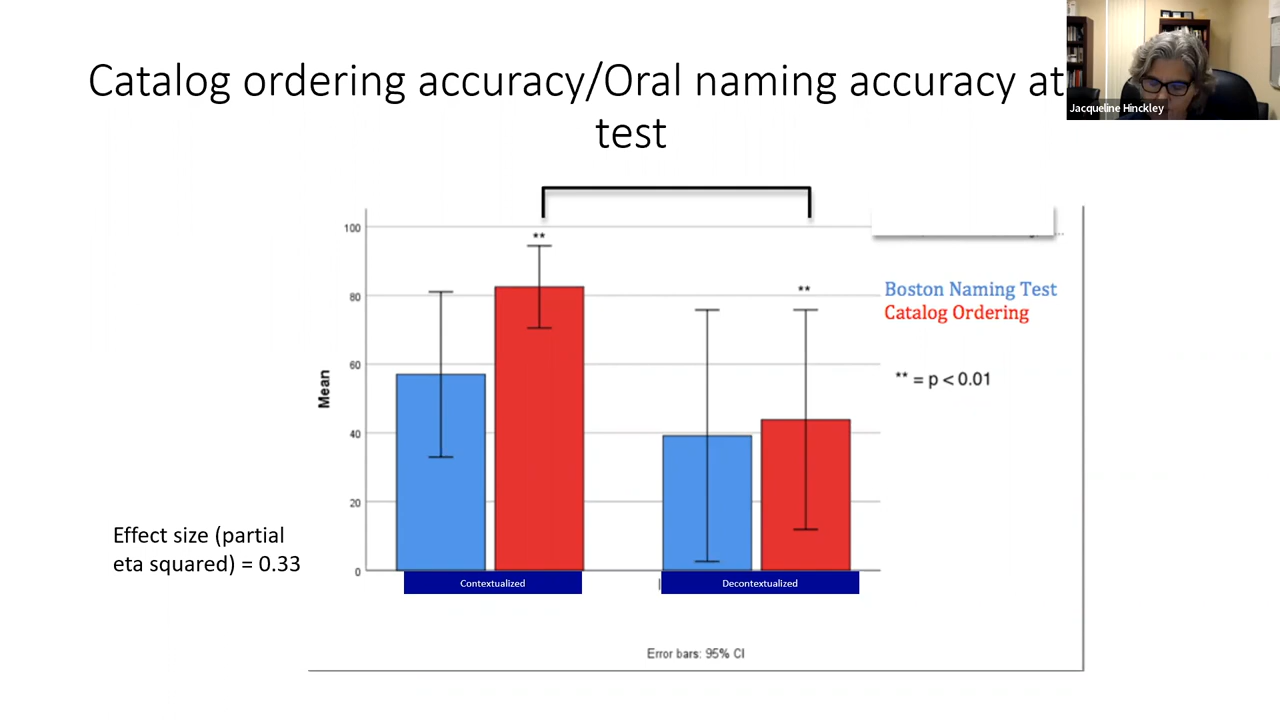 Catalog ordering accuracy/Oral naming accuracy at
test
Jacqueline Hinckley
**
**
100
80
60
40
20
0
Mean
Boston Naming Test
Catalog Ordering
** = p < 0.01
Effect size (partial
eta squared) = 0.33
Contextualized
Decontextualized
Error bars: 95% CI